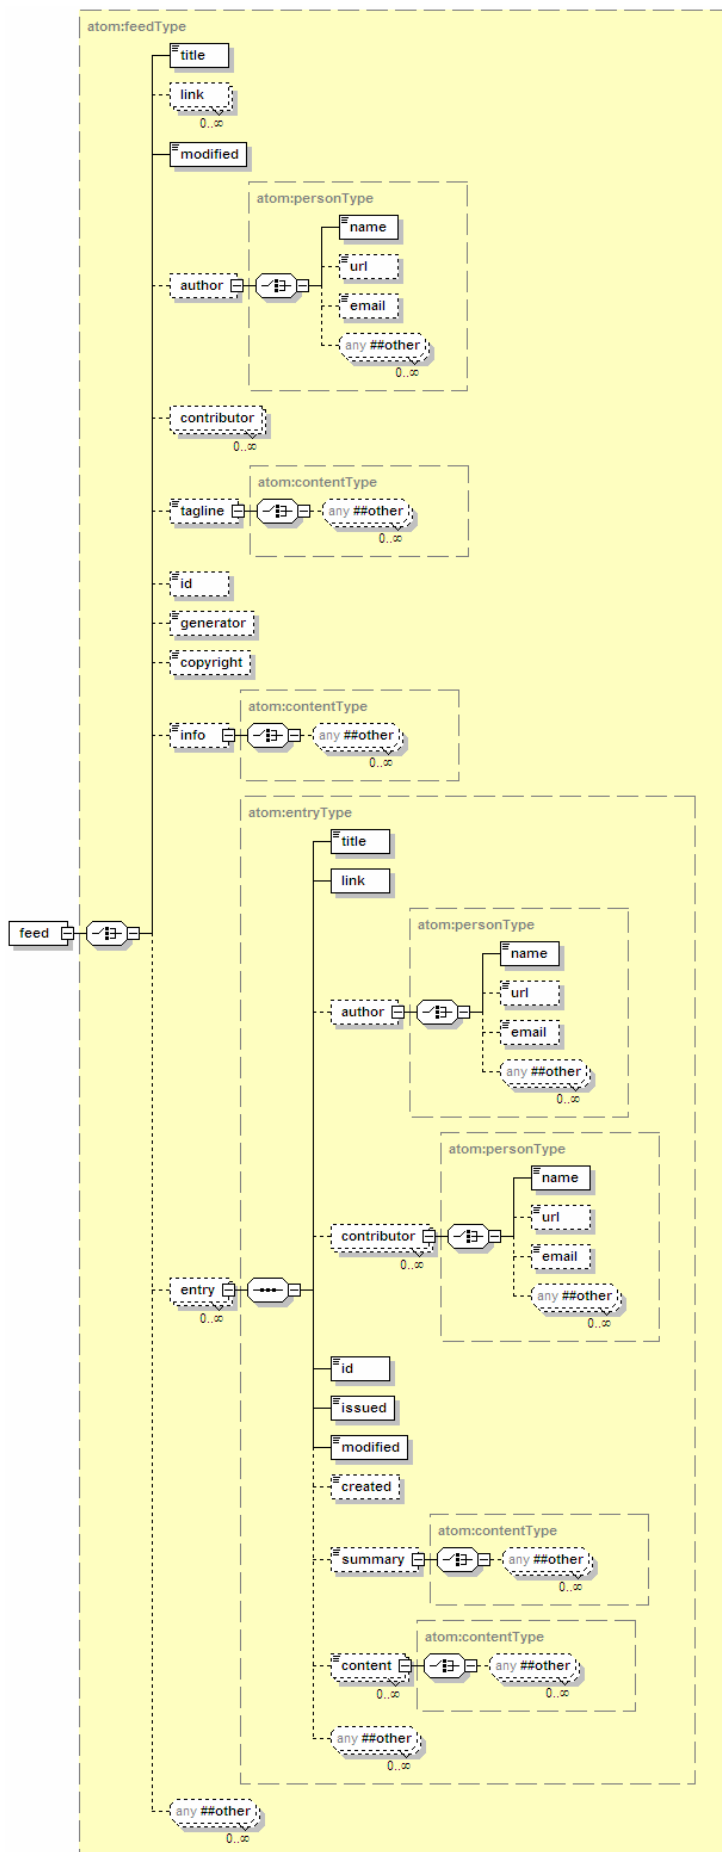 atom:feedType
title
link
0..∞
modified
atom:personType
name
author
url
email
any ##other
0..∞
contributor
0..∞
atom:contentType
tagline
any ##other
0..∞
id
generator
copyright
atom:contentType
info
any ##other
0..∞
atom:entryType
title
link
feed
atom:personType
name
author
url
email
any ##other
0..∞
atom:personType
name
url
contributor
0..∞
email
entry
0..∞
any ##other
0..∞
id
issued
modified
created
atom:contentType
summary
any ##other
0..∞
atom:contentType
content
0..∞
any ##other
0..∞
any ##other
0..∞
any ##other
0..∞